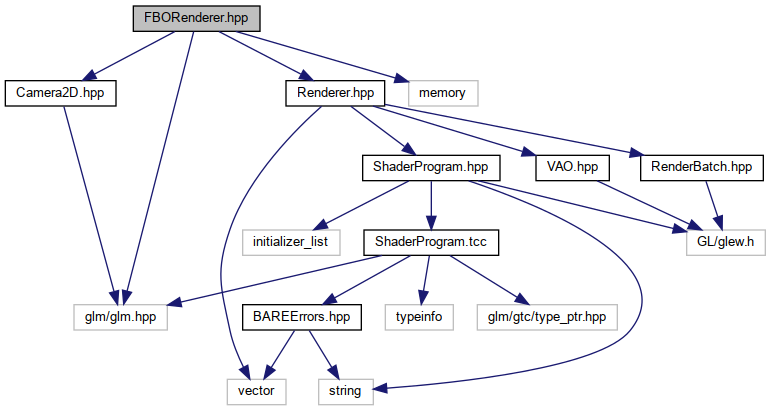 FBORenderer.hpp
Camera2D.hpp
Renderer.hpp
memory
ShaderProgram.hpp
VAO.hpp
RenderBatch.hpp
initializer_list
ShaderProgram.tcc
GL/glew.h
glm/glm.hpp
BAREErrors.hpp
typeinfo
glm/gtc/type_ptr.hpp
vector
string